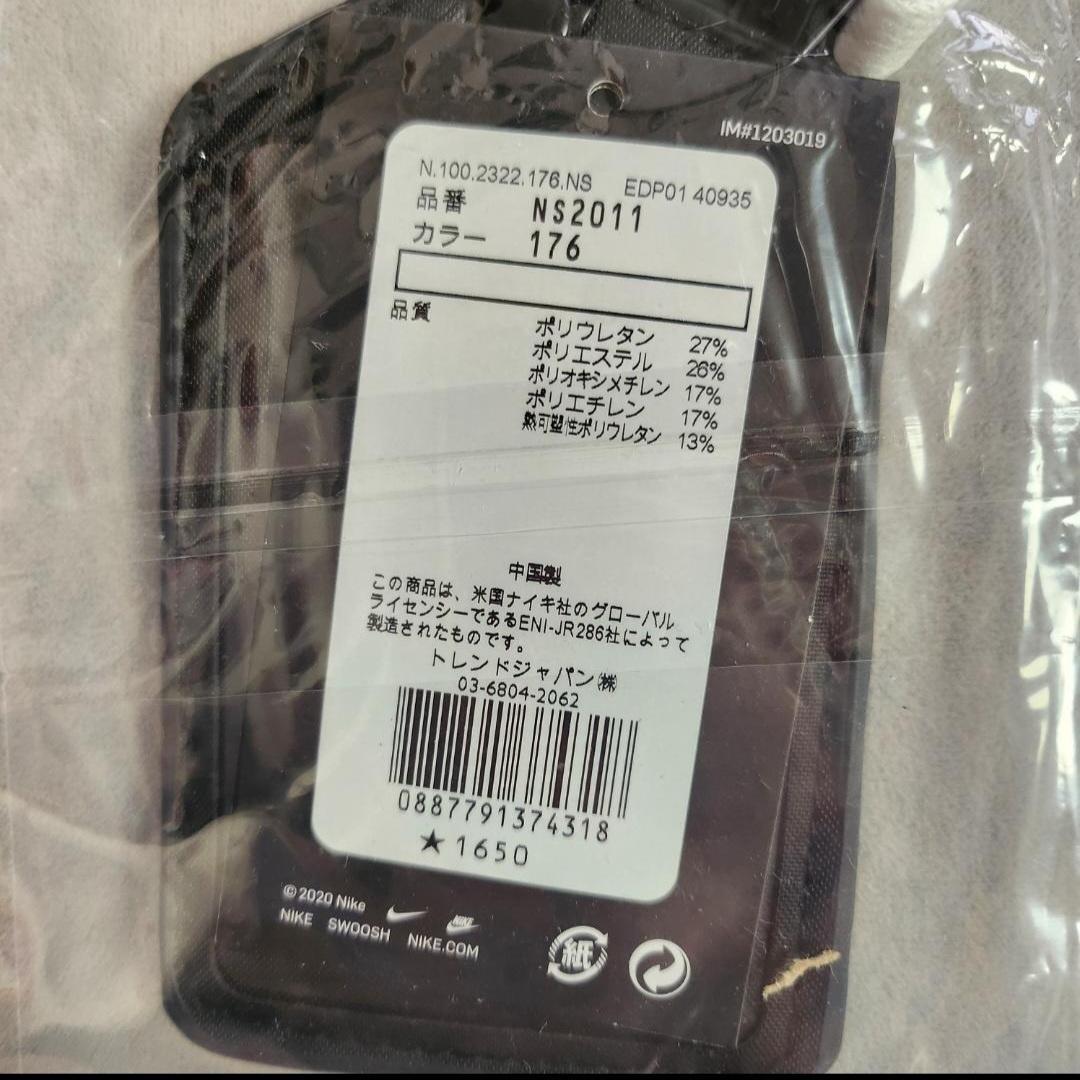 IM#1203019
N.100.2322.176.NS EDP01 40935
品番 NS2011
カラー 176
品質
ポリウレタン 27%
ポリエステル 26%
ポリオキシメチレン 17%
ポリエチレン 17%
熱可塑性ポリウレタン 13%
中国製
この商品は、米国ナイキ社のグローバル
ライセンシーであるENI-JR286社によって
製造されたものです。
トレンドジャパン㈱
03-6804-2062
0887791374318
★1650
©2020 Nike
NIKE SWOOSH NIKE.COM
NIKE
紙